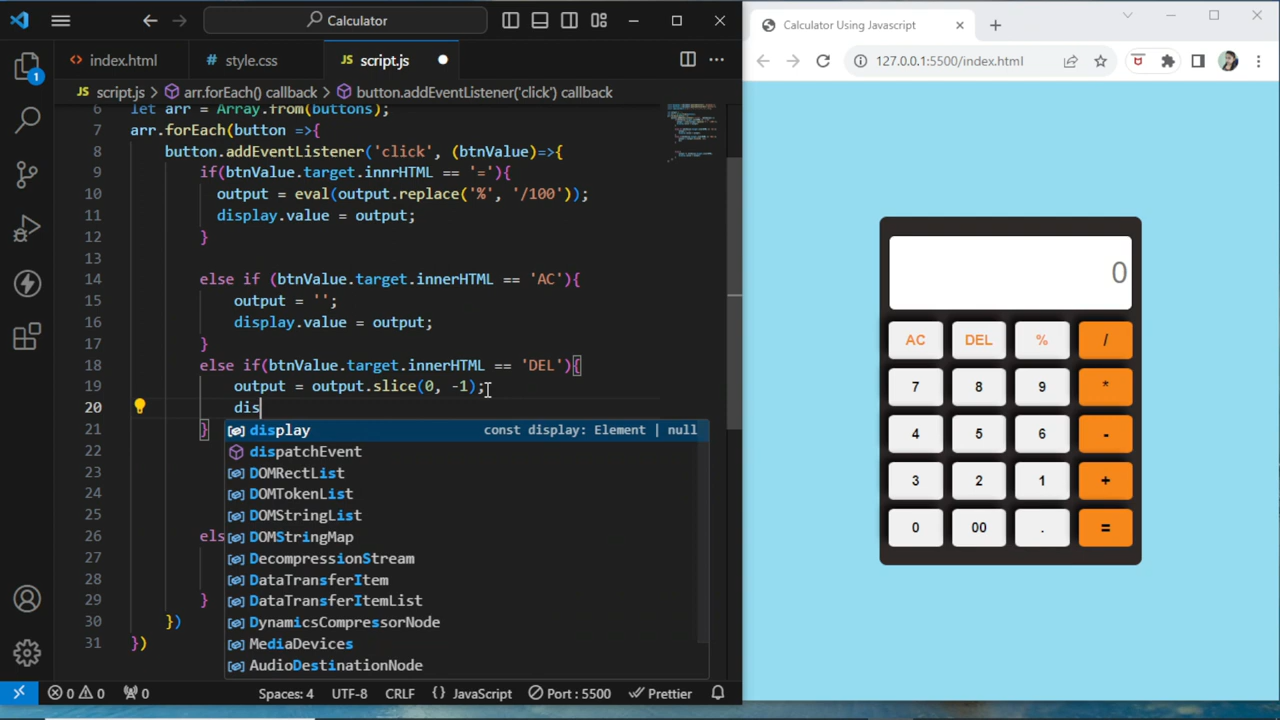 Calculator
index.html
style.css
script.js
script.js > arr.forEach() callback > button.addEventListener('click') callback
6 let arr = Array.from(buttons);
7 arr.forEach(button =>{
8 button.addEventListener('click', (btnValue)=>{
9 if(btnValue.target.innrHTML == '='){
10 output = eval(output.replace('%', '/100'));
11 display.value = output;
12 }
13
14 else if (btnValue.target.innerHTML == 'AC'){
15 output = '';
16 display.value = output;
17 }
18 else if(btnValue.target.innerHTML == 'DEL'){
19 output = output.slice(0, -1);
20 dis
21 }
display const display: Element | null
22
dispatchEvent
23
DOMRectList
24
DOMTokenList
25
DOMStringList
26 els
DOMStringMap
27
DecompressionStream
28
DataTransferItem
29 }
DataTransferItemList
30 })
DynamicsCompressorNode
31 })
MediaDevices
AudioDestinationNode
1
0 0 0 Spaces: 4 UTF-8 CRLF {} JavaScript Port : 5500 Prettier
Calculator Using Javascript
127.0.0.1:5500/index.html
0
AC DEL % /
7 8 9 *
4 5 6 -
3 2 1 +
0 00 . =